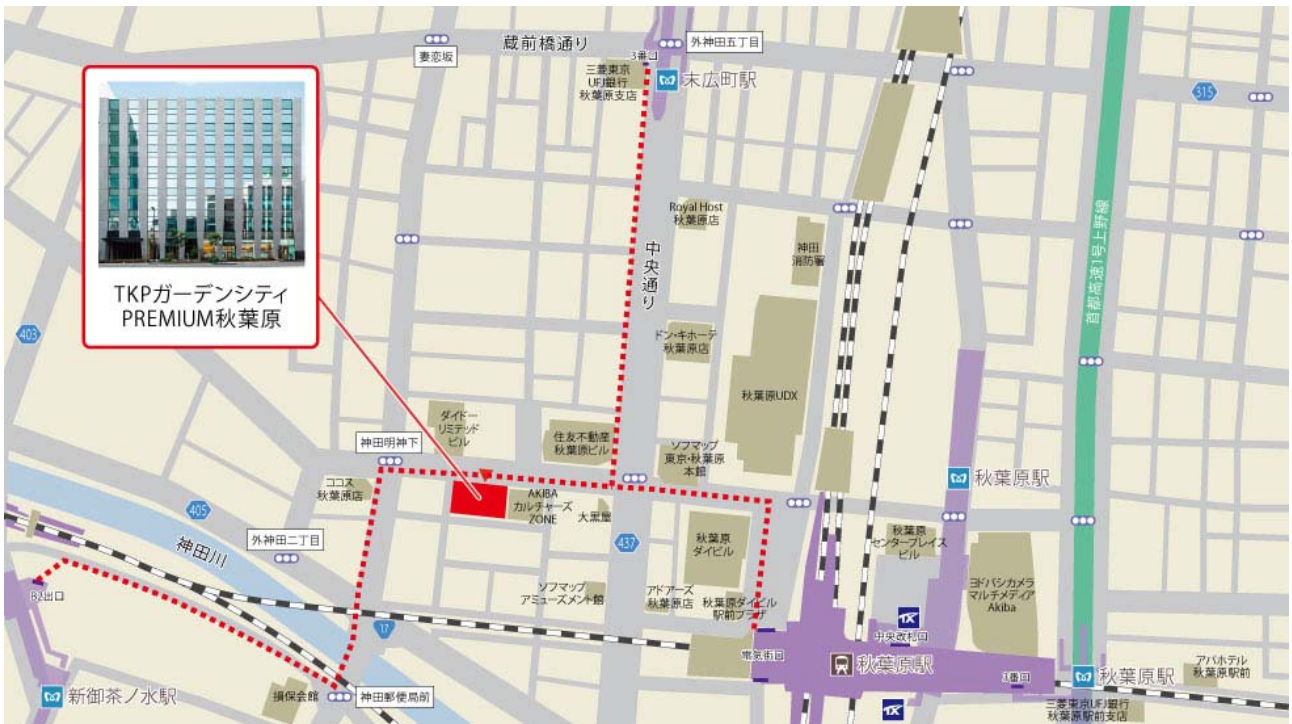 蔵前橋通り
妻恋坂
3番口
外神田五丁目
三菱東京
UFJ銀行
秋葉原支店
末広町駅
315
TKPガーデンシティ
PREMIUM秋葉原
Royal Host
秋葉原店
中央通り
神田
消防署
首都高速1号上野線
403
ドン・キホーテ
秋葉原店
秋葉原UDX
ダイドー
リミテッド
ビル
神田明神下
住友不動産
秋葉原ビル
ソフマップ
東京・秋葉原
本館
秋葉原駅
ココス
秋葉原店
AKIBA
カルチャーズ
ZONE
大黒屋
405
神田川
外神田二丁目
437
秋葉原
ダイビル
秋葉原
センタープレイス
ビル
ヨドバシカメラ
マルチメディア
Akiba
B2出口
ソフマップ
アミューズメント館
アドアーズ
秋葉原店
秋葉原ダイビル
駅前プラザ
17
電気街口
TX
中央改札口
秋葉原駅
3番口
秋葉原駅
アパホテル
秋葉原駅前
新御茶ノ水駅
損保会館
神田郵便局前
TX
三菱東京UFJ銀行
秋葉原駅前支店